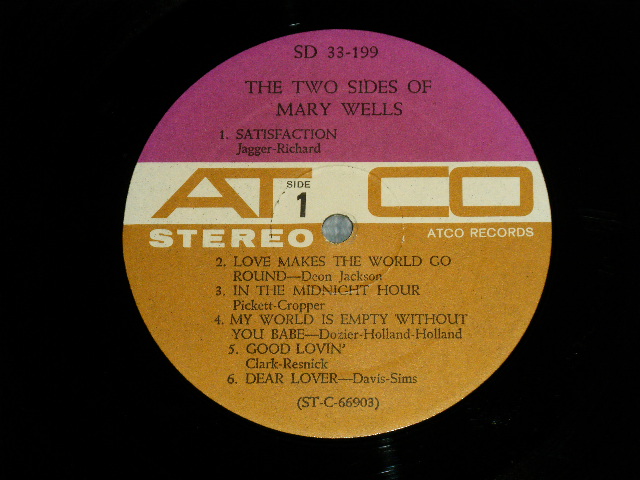 SD 33-199
THE TWO SIDES OF
MARY WELLS
1. SATISFACTION
Jagger-Richard
ATCO
SIDE
1
STEREO
ATCO RECORDS
2. LOVE MAKES THE WORLD GO
ROUND—Deon Jackson
3. IN THE MIDNIGHT HOUR
Pickett-Cropper
4. MY WORLD IS EMPTY WITHOUT
YOU BABE—Dozier-Holland-Holland
5. GOOD LOVIN'
Clark-Resnick
6. DEAR LOVER—Davis-Sims
(ST-C-66903)